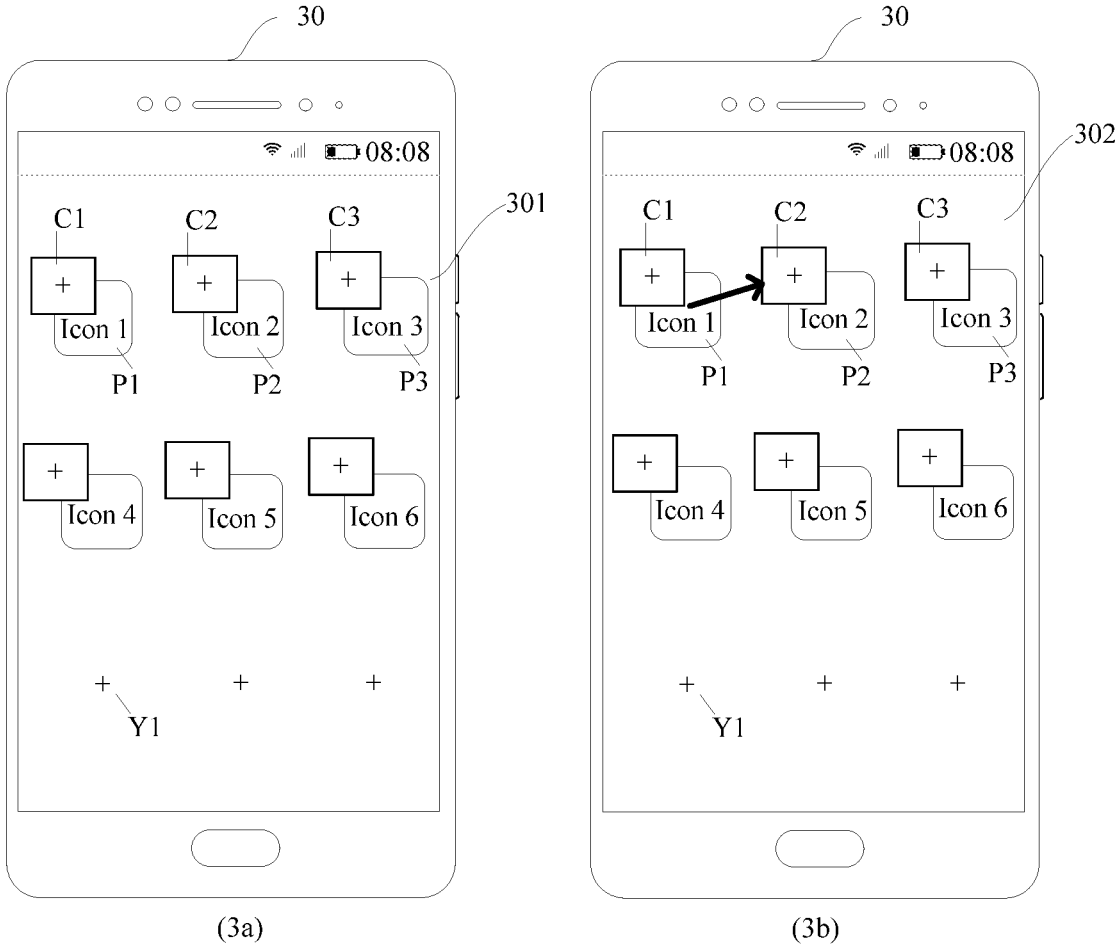 30 30
08:08 08:08
302
C1 C2 C3 301 C1 C2 C3
Icon 1 Icon 2 Icon 3 Icon 1 Icon 2 Icon 3
P1 P2 P3 P1 P2 P3
Icon 4 Icon 5 Icon 6 Icon 4 Icon 5 Icon 6
Y1 Y1
(3a) (3b)